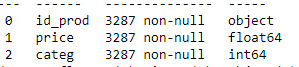 --- ------ -------------- -----
0 id_prod 3287 non-null object
1 price 3287 non-null float64
2 categ 3287 non-null int64